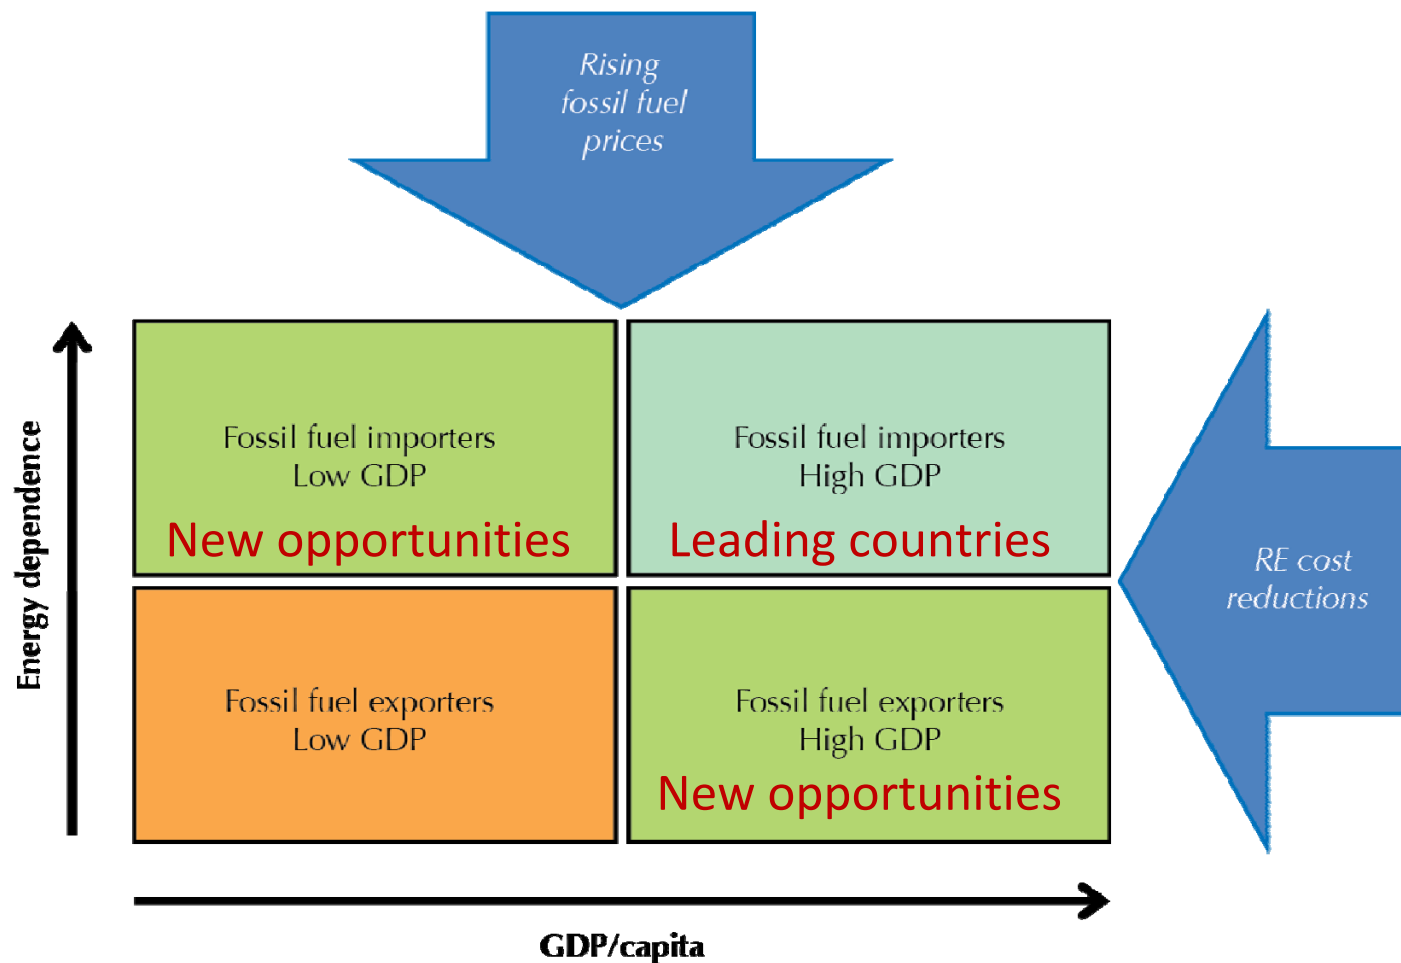 Rising
fossil fuel
prices
Energy dependence
Fossil fuel importers
Low GDP
New opportunities
Fossil fuel importers
High GDP
Leading countries
RE cost
reductions
Fossil fuel exporters
Low GDP
Fossil fuel exporters
High GDP
New opportunities
GDP/capita